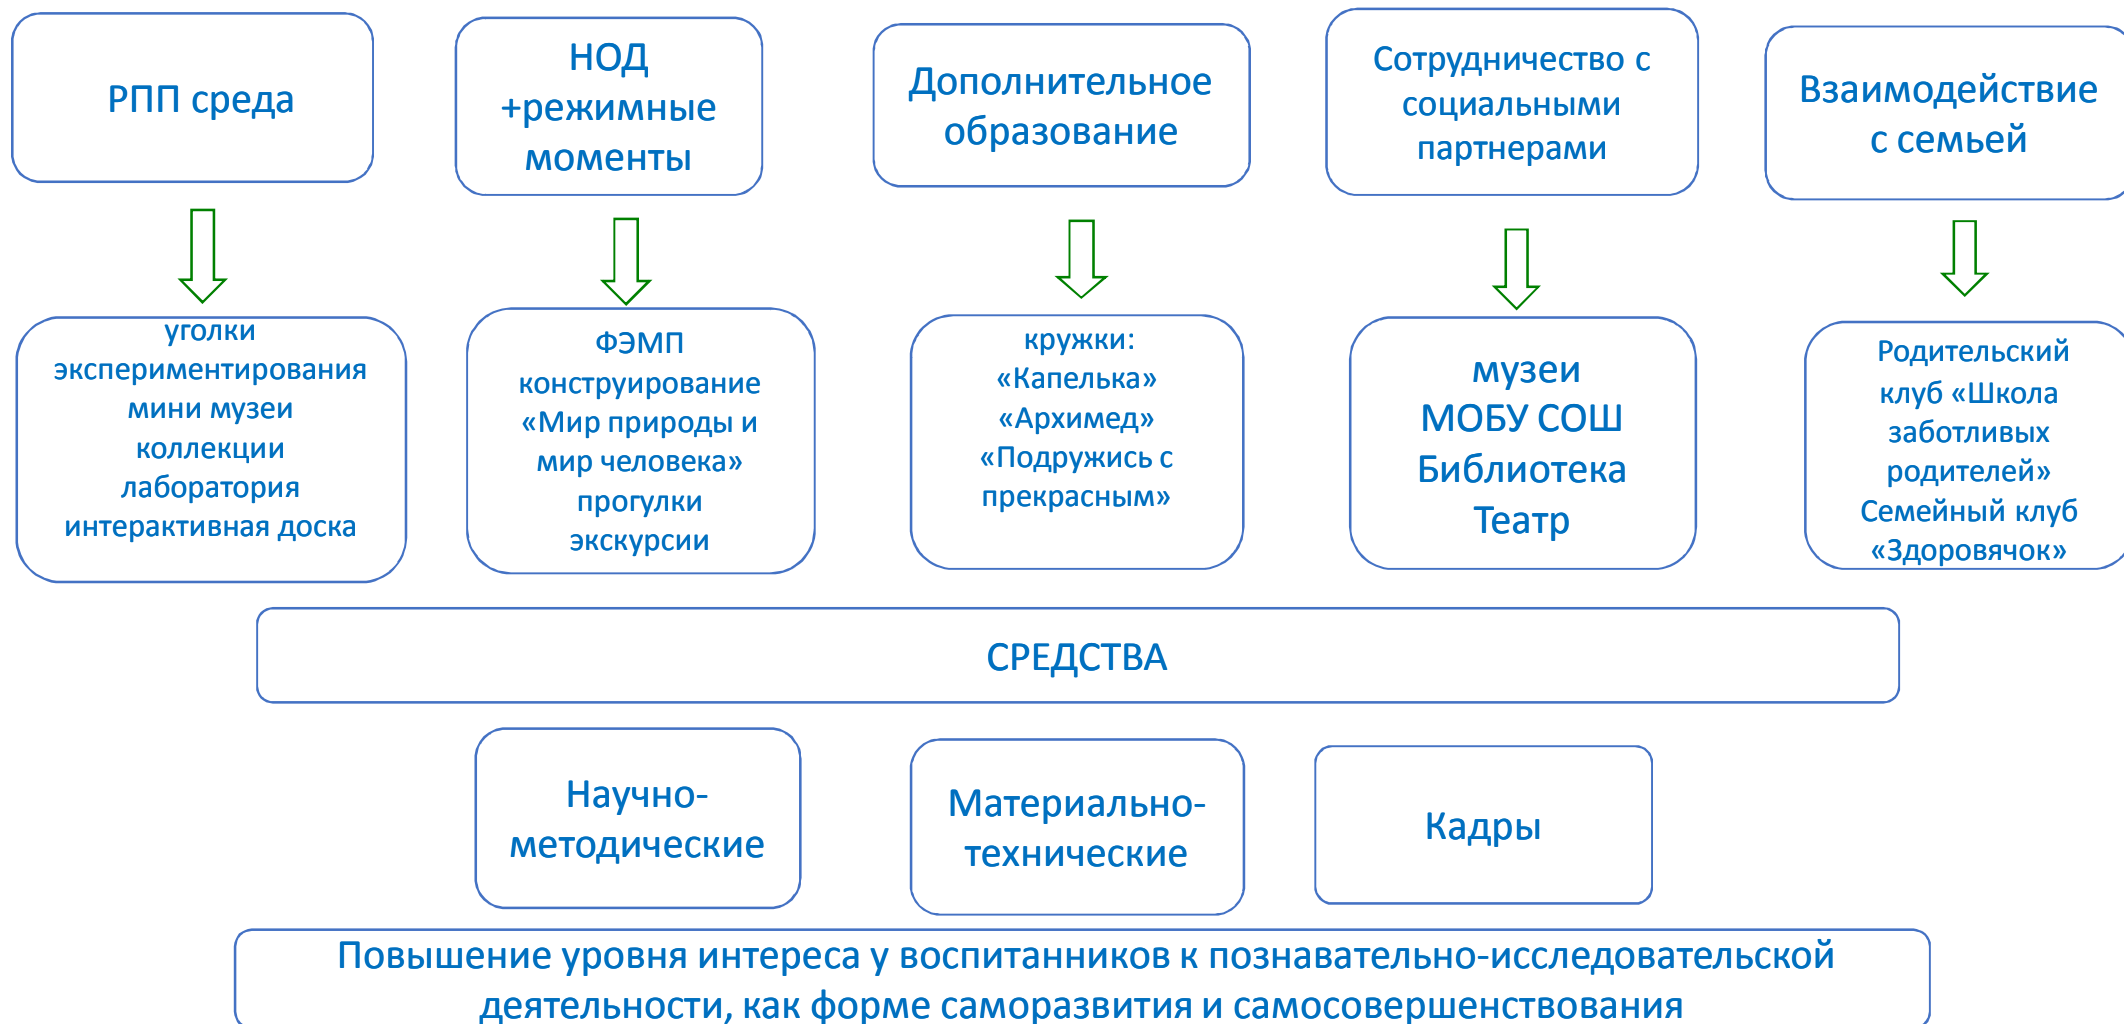 РПП среда
НОД
+режимные
моменты
Дополнительное
образование
Сотрудничество с
социальными
партнерами
Взаимодействие
с семьей
уголки
экспериментирования
мини музеи
коллекции
лаборатория
интерактивная доска
ФЭМП
конструирование
«Мир природы и
мир человека»
прогулки
экскурсии
кружки:
«Капелька»
«Архимед»
«Подружись с
прекрасным»
музеи
МОБУ СОШ
Библиотека
Театр
Родительский
клуб «Школа
заботливых
родителей»
Семейный клуб
«Здоровячок»
СРЕДСТВА
Научно-
методические
Материально-
технические
Кадры
Повышение уровня интереса у воспитанников к познавательно-исследовательской
деятельности, как форме саморазвития и самосовершенствования